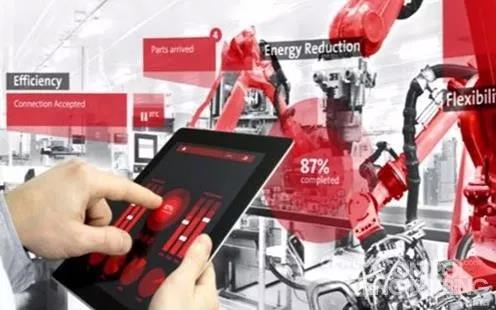 4
Parts arrived
Energy Reduction
Efficiency
Connection Accepted
Flexibili
87%
completed